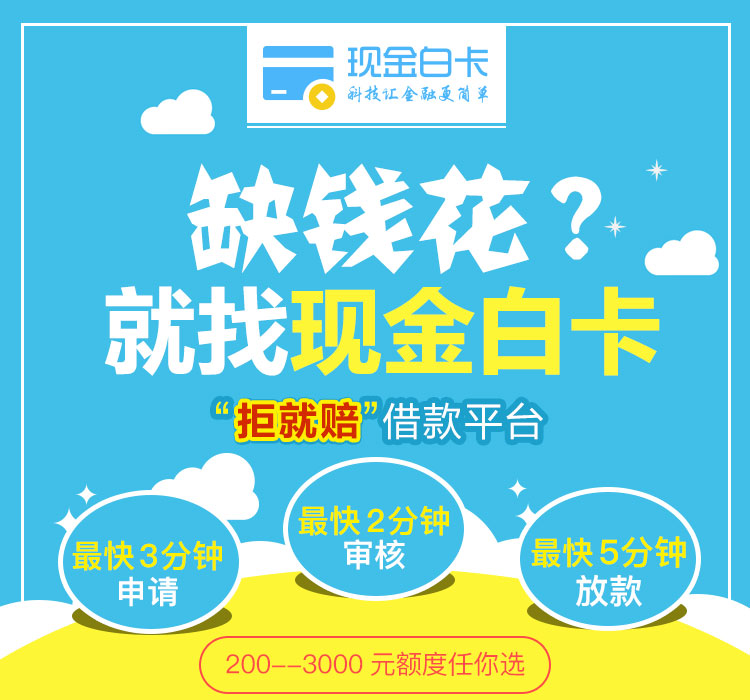 现金白卡
科技让金融更简单
缺钱花？
就找现金白卡
“拒就赔”借款平台
最快2分钟
审核
最快3分钟
申请
最快5分钟
放款
200--3000 元额度任你选